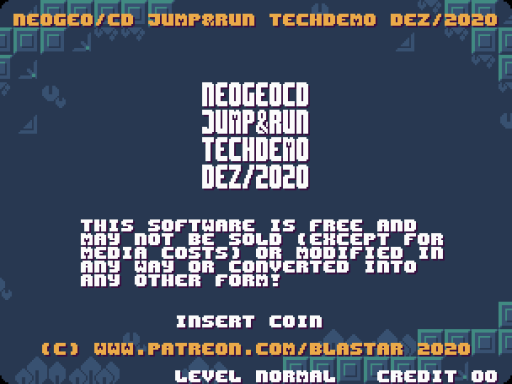 NEOGEO/CD JUMP&RUN TECHDEMO DEZ/2020
NEOGEOCD
JUMP&RUN
TECHDEMO
DEZ/2020
THIS SOFTWARE IS FREE AND
MAY NOT BE SOLD (EXCEPT FOR
MEDIA COSTS) OR MODIFIED IN
ANY WAY OR CONVERTED INTO
ANY OTHER FORM!
INSERT COIN
(C) WWW.PATREON.COM/BLASTAR 2020
LEVEL NORMAL CREDIT 00